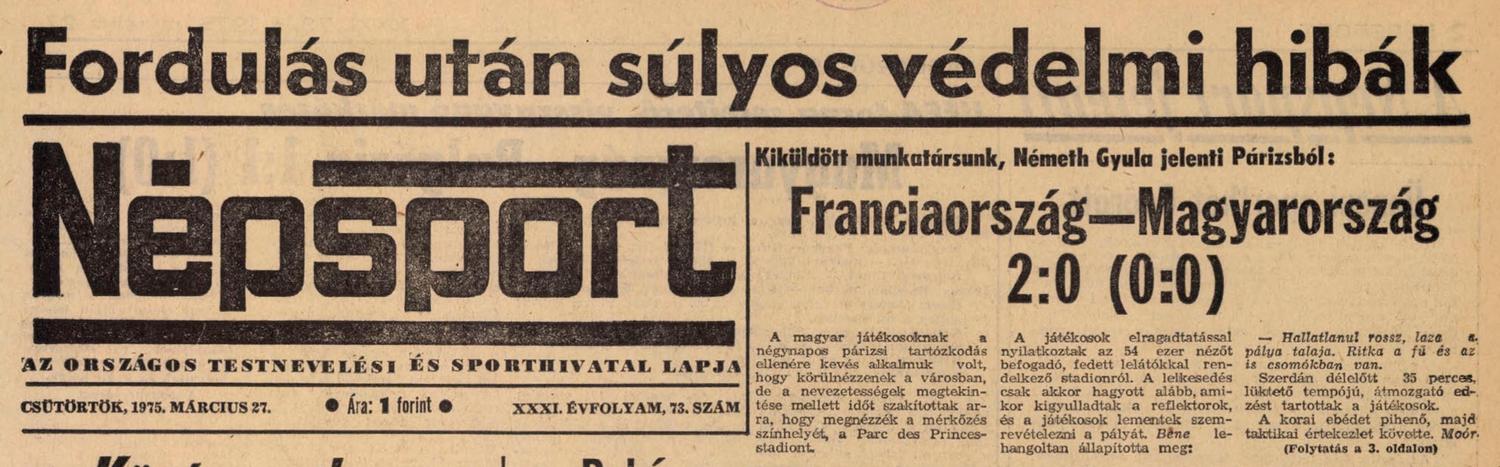 Fordulás után súlyos védelmi hibák
Népsport
AZ ORSZÁGOS TESTNEVELÉSI ÉS SPORTHIVATAL LAPJA
CSÜTÖRTÖK, 1975. MÁRCIUS 27. ● Ára: 1 forint ● XXXI. ÉVFOLYAM, 73. SZÁM
Kiküldött munkatársunk, Németh Gyula jelenti Párizsból:
Franciaország—Magyarország
2:0 (0:0)
A magyar játékosoknak a
négynapos párizsi tartózkodás
ellenére kevés alkalmuk volt,
hogy körülnézzenek a városban,
de a nevezetességek megtekin-
tése mellett időt szakítottak ar-
ra, hogy megnézzék a mérkőzés
színhelyét, a Parc des Princes-
stadiont.
A játékosok elragadtatással
nyilatkoztak az 54 ezer nézőt
befogadó, fedett lelátókkal ren-
delkező stadionról. A lelkesedés
csak akkor hagyott alább, ami-
kor kigyulladtak a reflektorok,
és a játékosok lementek szem-
revételezni a pályát. Bene le-
hangoltan állapította meg:
— Hallatlanul rossz, laza a
pálya talaja. Ritka a fű és az
is csomókban van.
Szerdán délelőtt 35 perces,
lüktető tempójú, átmozgató ed-
zést tartottak a játékosok.
A korai ebédet pihenő, majd
taktikai értekezlet követte. Moór
(Folytatás a 3. oldalon)